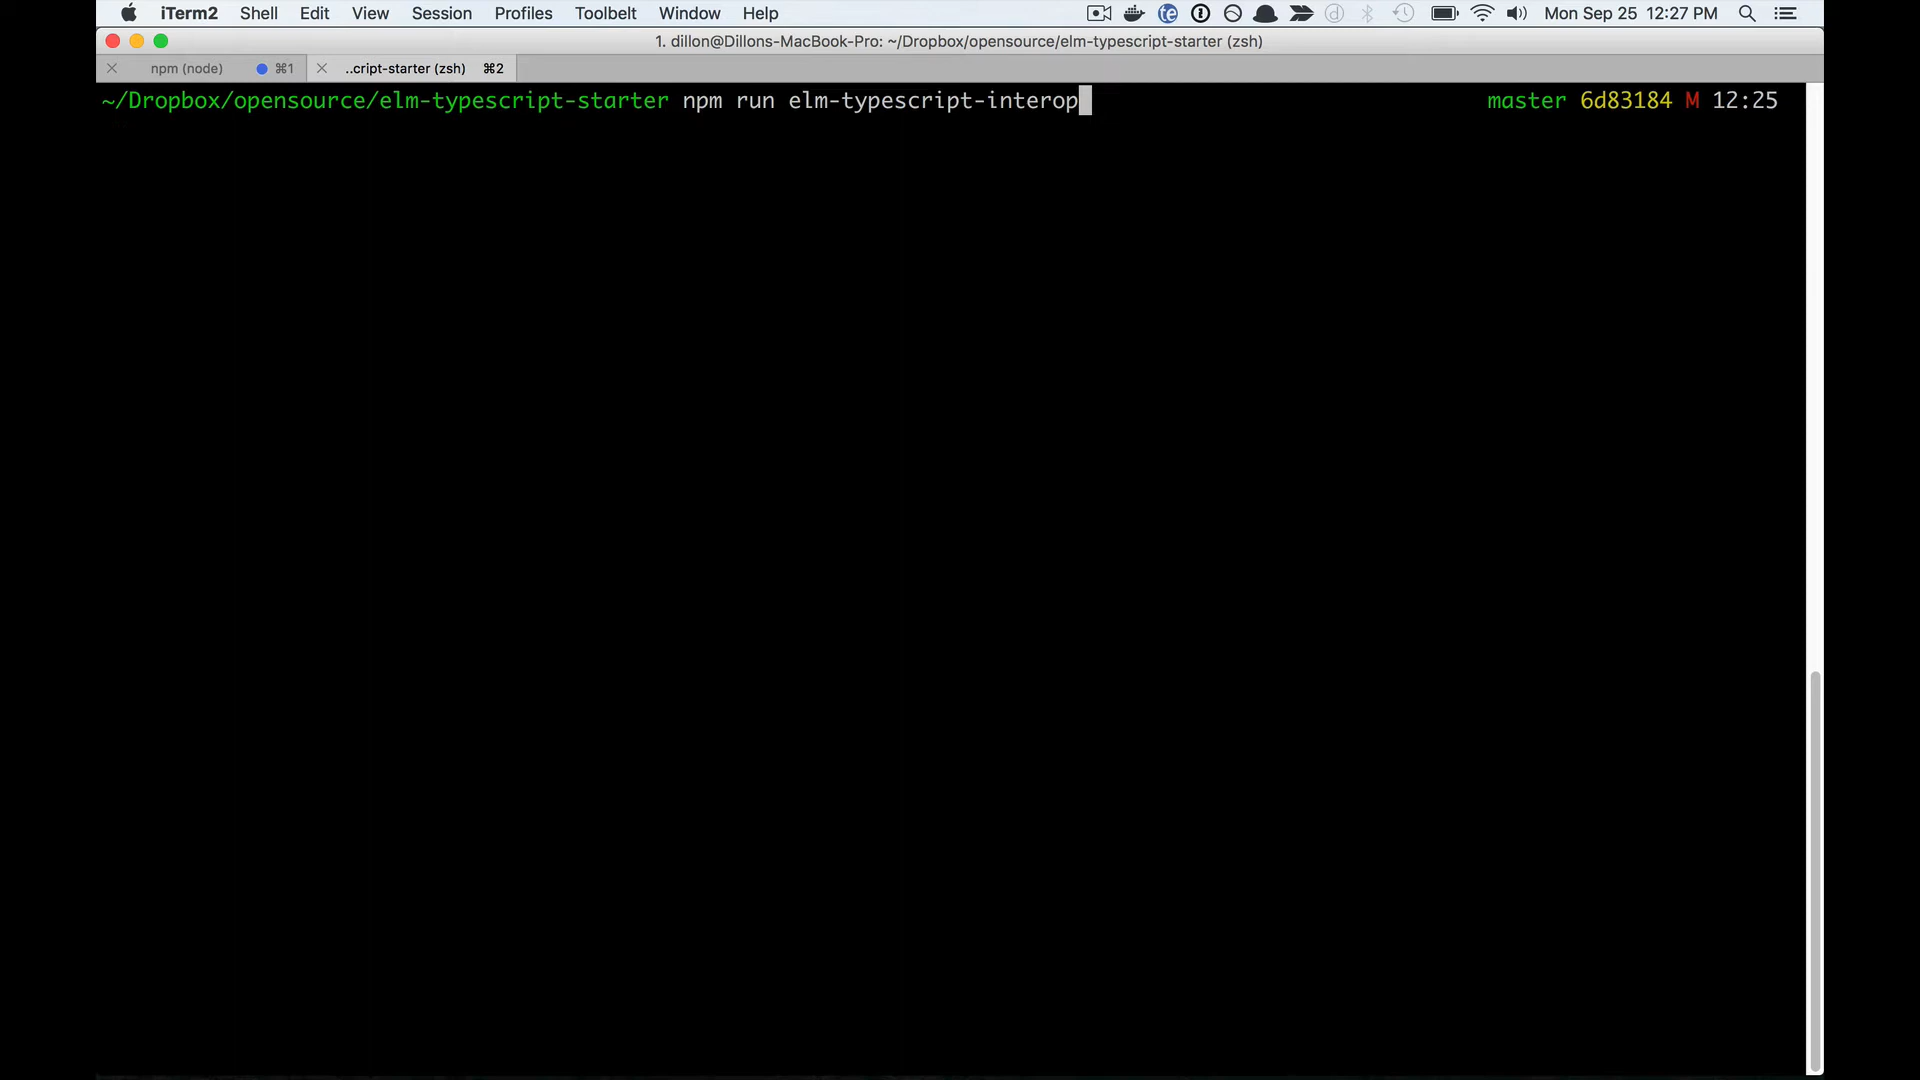 iTerm2 Shell Edit View Session Profiles Toolbelt Window Help te Mon Sep 25 12:27 PM
1. dillon@Dillons-MacBook-Pro: ~/Dropbox/opensource/elm-typescript-starter (zsh)
npm (node) ⌘1 ..cript-starter (zsh) ⌘2
~/Dropbox/opensource/elm-typescript-starter npm run elm-typescript-interop master 6d83184 M 12:25